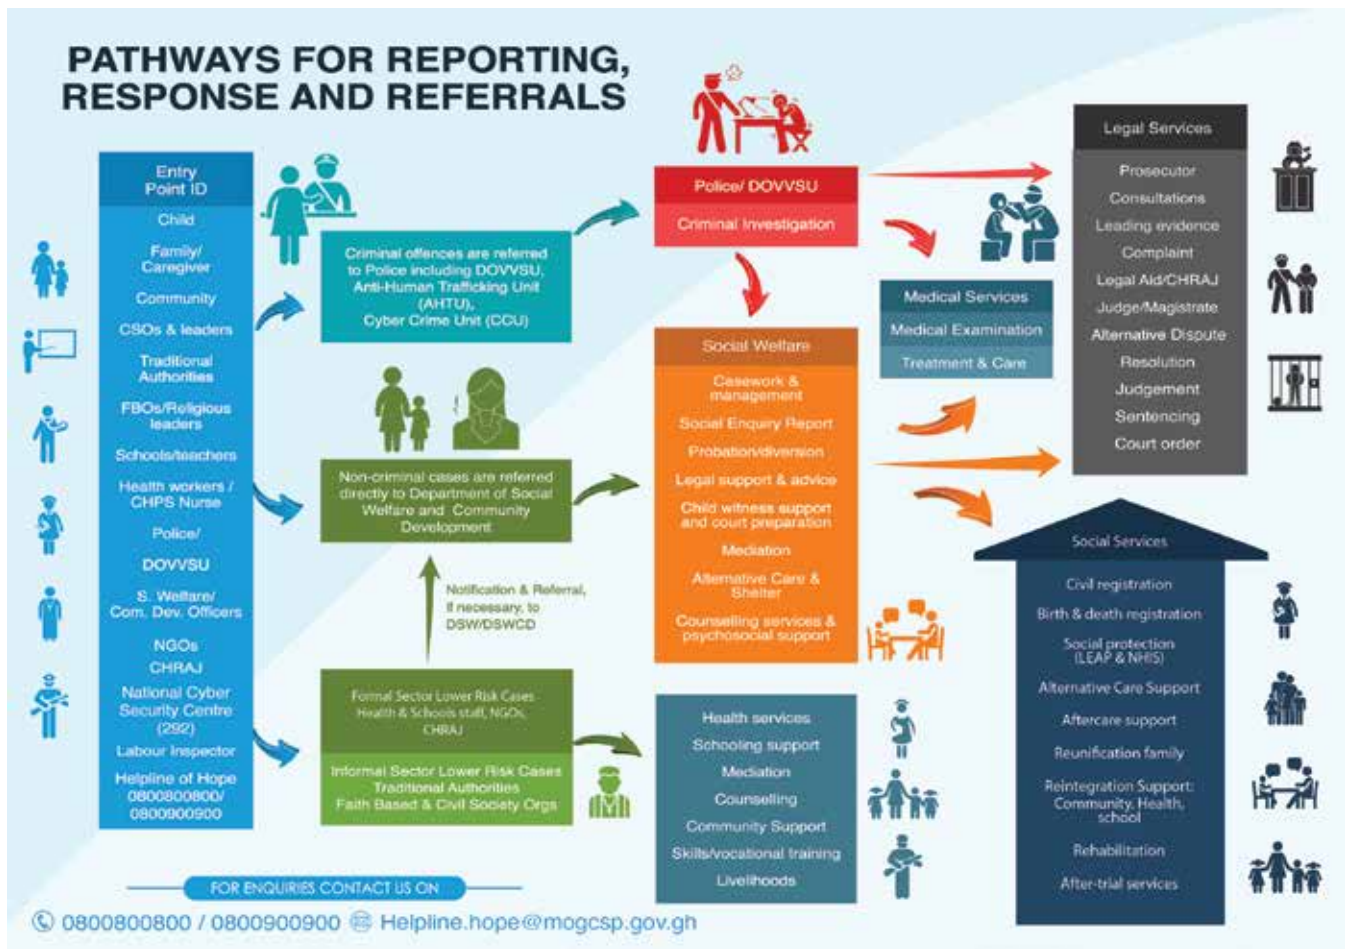 PATHWAYS FOR REPORTING,
RESPONSE AND REFERRALS
Entry
Point ID
Child
Family/
Caregiver
Community
CSOs & leaders
Traditional
Authorities
FBOs/Religious
leaders
Schools/teachers
Health workers /
CHPS Nurse
Police/
DOVVSU
S. Welfare/
Com. Dev. Officers
NGOs
CHRAJ
National Cyber
Security Centre
(292)
Labour Inspector
Helpline of Hope
0800800800/
0800900900
Criminal offences are referred
to Police including DOVVSU,
Anti-Human Trafficking Unit
(AHTU),
Cyber Crime Unit (CCU)
Non-criminal cases are referred
directly to Department of Social
Welfare and Community
Development
Notification & Referral,
if necessary, to
DSW/DSWCD
Formal Sector Lower Risk Cases
Health & Schools staff, NGOs,
CHRAJ
Informal Sector Lower Risk Cases
Traditional Authorities
Faith Based & Civil Society Orgs
Police/ DOVVSU
Criminal Investigation
Social Welfare
Casework &
management
Social Enquiry Report
Probation/diversion
Legal support & advice
Child witness support
and court preparation
Mediation
Alternative Care &
Shelter
Counselling services &
psychosocial support
Health services
Schooling support
Mediation
Counselling
Community Support
Skills/vocational training
Livelihoods
Medical Services
Medical Examination
Treatment & Care
Legal Services
Prosecutor
Consultations
Leading evidence
Complaint
Legal Aid/CHRAJ
Judge/Magistrate
Alternative Dispute
Resolution
Judgement
Sentencing
Court order
Social Services
Civil registration
Birth & death registration
Social protection
(LEAP & NHIS)
Alternative Care Support
Aftercare support
Reunification family
Reintegration Support:
Community, Health,
school
Rehabilitation
After-trial services
FOR ENQUIRIES CONTACT US ON
0800800800 / 0800900900 Helpline.hope@mogcsp.gov.gh